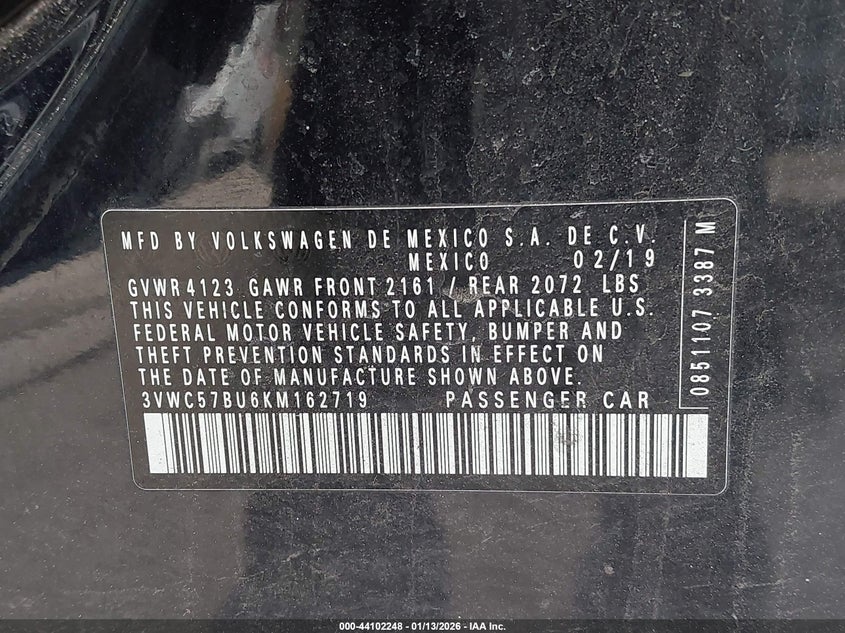 MFD BY VOLKSWAGEN DE MEXICO S.A. DE C.V.
MEXICO 02/19
GVWR 4123 GAWR FRONT 2161 / REAR 2072 LBS
THIS VEHICLE CONFORMS TO ALL APPLICABLE U.S.
FEDERAL MOTOR VEHICLE SAFETY, BUMPER AND
THEFT PREVENTION STANDARDS IN EFFECT ON
THE DATE OF MANUFACTURE SHOWN ABOVE.
3VWC57BU6KM162719 PASSENGER CAR
0851107 3387 M
000-44102248 - 01/13/2026 - IAA Inc.